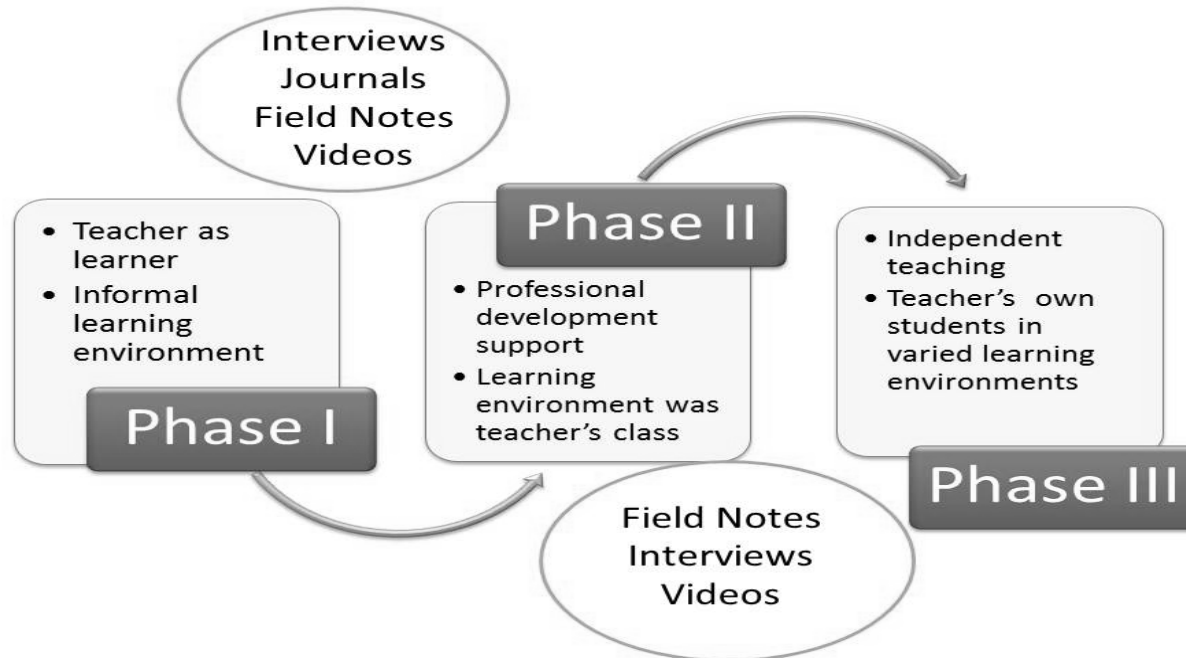 Interviews
Journals
Field Notes
Videos
• Teacher as
learner
• Informal
learning
environment
Phase I
Phase II
• Professional
development
support
• Learning
environment was
teacher’s class
• Independent
teaching
• Teacher’s own
students in
varied learning
environments
Phase III
Field Notes
Interviews
Videos